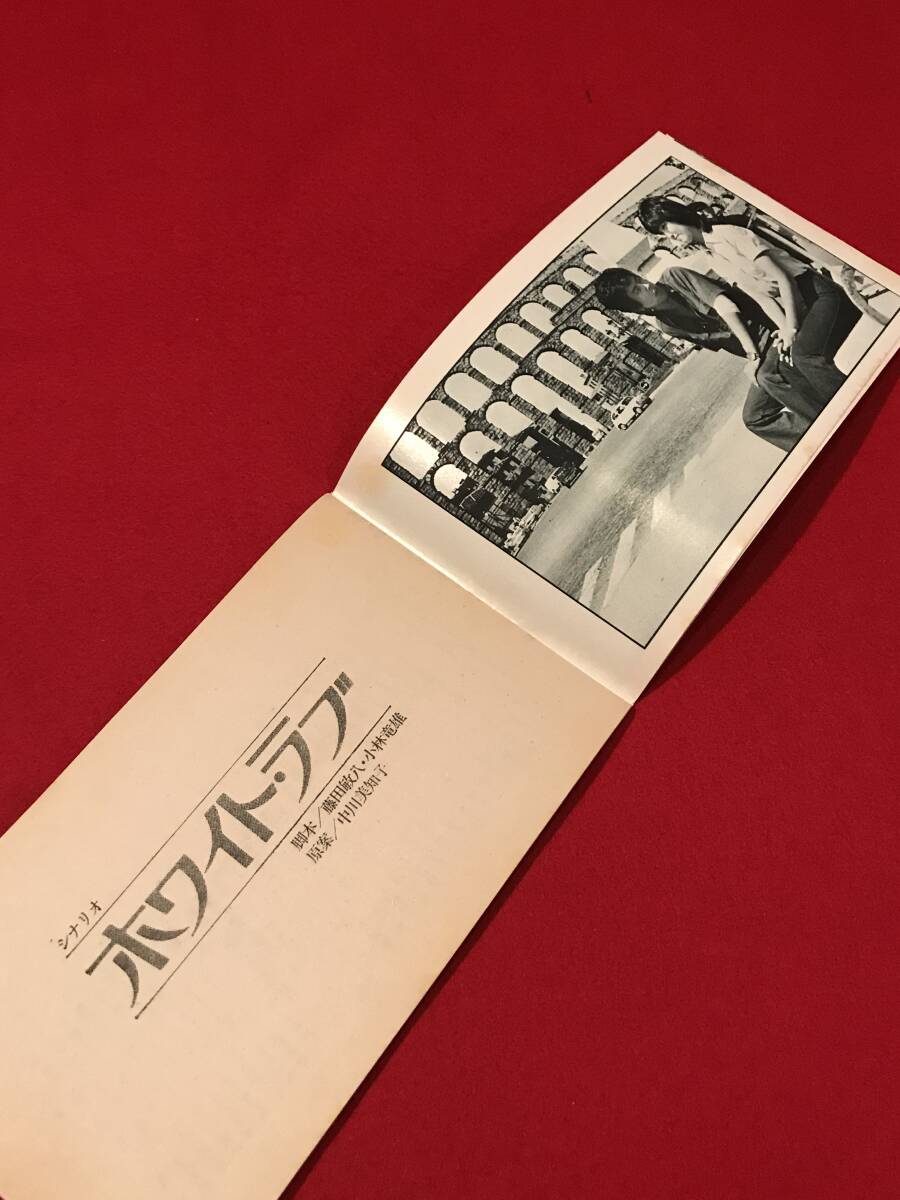 シナリオ
ホワイト・ラブ
脚本／藤田敏八・小林竜雄
原案／中川美知子